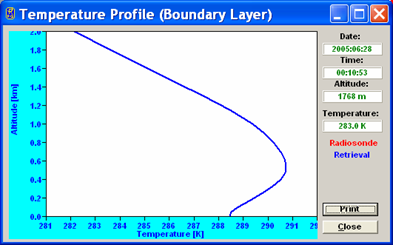 Temperature Profile (Boundary Layer)
Date:
2005:06:28
Time:
00:10:53
Altitude:
1768 m
Temperature:
283.0 K
Radiosonde
Retrieval
Print
Close
Altitude [km]
2.0
1.8
1.6
1.4
1.2
1.0
0.8
0.6
0.4
0.2
0.0
281 282 283 284 285 286 287 288 289 290 291 29
Temperature [K]